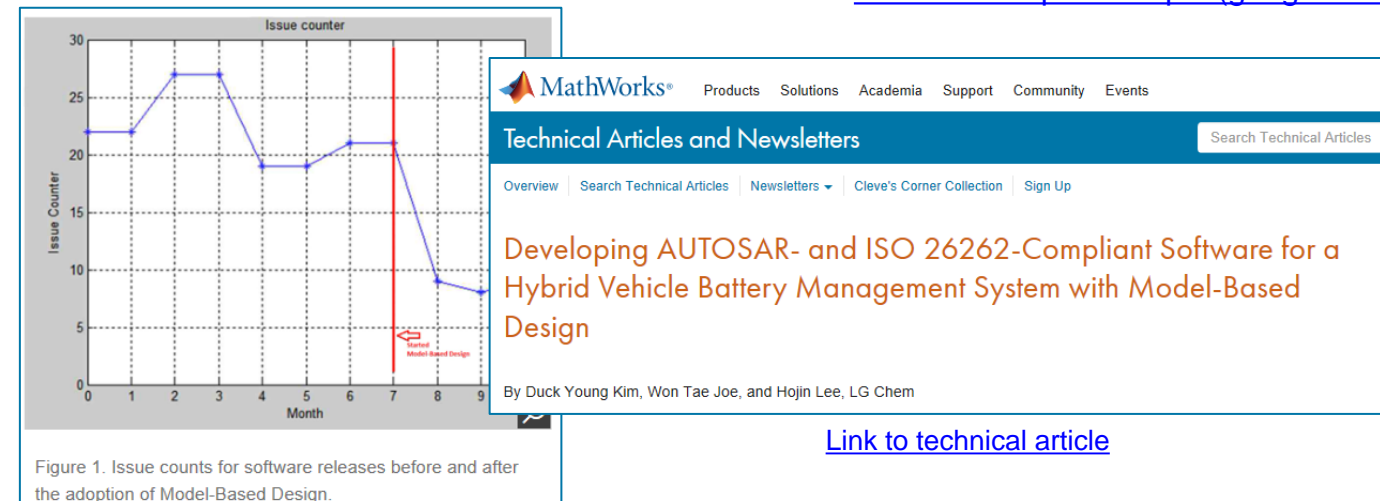 Issue counter
30
25
20
15
10
5
0
Issue Counter
0 1 2 3 4 5 6 7 8 9
Month
Started
Model-Based Design
Figure 1. Issue counts for software releases before and after
the adoption of Model-Based Design.
MathWorks® Products Solutions Academia Support Community Events
Technical Articles and Newsletters Search Technical Articles
Overview Search Technical Articles Newsletters Cleve's Corner Collection Sign Up
Developing AUTOSAR- and ISO 26262-Compliant Software for a
Hybrid Vehicle Battery Management System with Model-Based
Design
By Duck Young Kim, Won Tae Joe, and Hojin Lee, LG Chem
Link to technical article